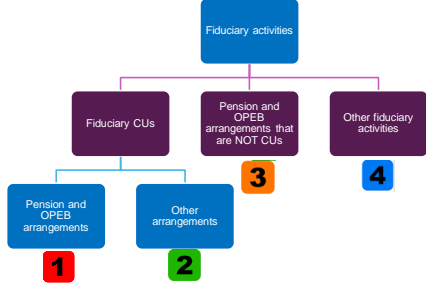 Fiduciary activities
Fiduciary CUs
Pension and
OPEB
arrangements that
are NOT CUs
Other fiduciary
activities
3
4
Pension and
OPEB
arrangements
Other
arrangements
1
2